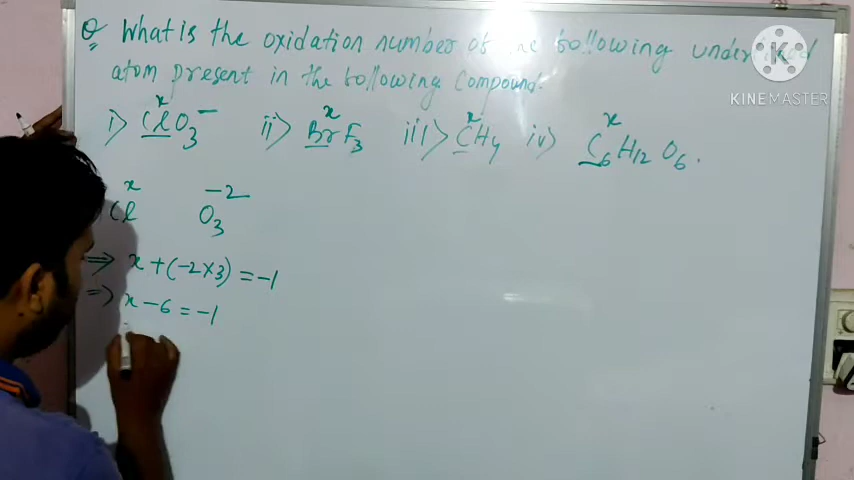 Q What is the oxidation number of the following underlined
atom present in the following compound.
i> ClO3⁻ ii> BrF3 iii> CH4 iv> C6H12O6.
x x x x
x -2
Cl O3
⇒ x + (-2×3) = -1
⇒ x - 6 = -1
K
KINEMASTER